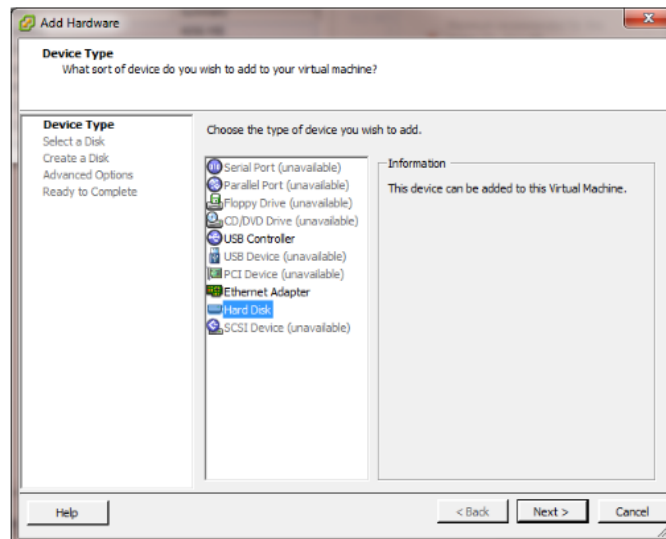 Add Hardware
Device Type
What sort of device do you wish to add to your virtual machine?
Device Type
Select a Disk
Create a Disk
Advanced Options
Ready to Complete
Choose the type of device you wish to add.
Serial Port (unavailable)
Parallel Port (unavailable)
Floppy Drive (unavailable)
CD/DVD Drive (unavailable)
USB Controller
USB Device (unavailable)
PCI Device (unavailable)
Ethernet Adapter
Hard Disk
SCSI Device (unavailable)
Information
This device can be added to this Virtual Machine.
Help
< Back
Next >
Cancel